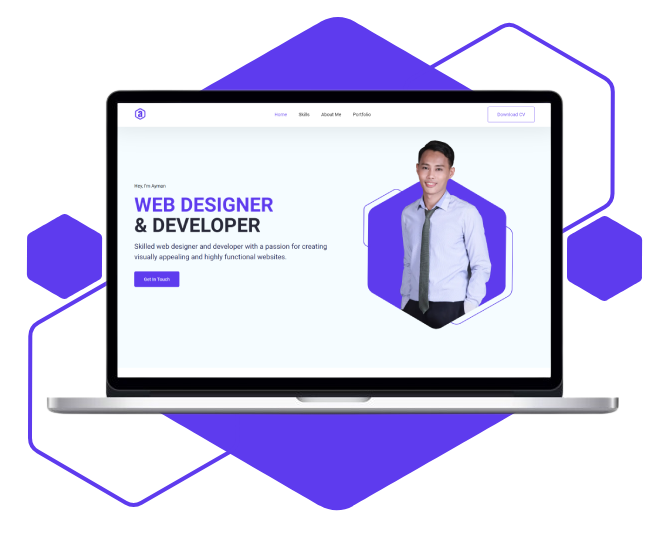 a
Home Skills About Me Portfolio Download CV
Hey, I'm Ayman
WEB DESIGNER
& DEVELOPER
Skilled web designer and developer with a passion for creating
visually appealing and highly functional websites.
Get In Touch